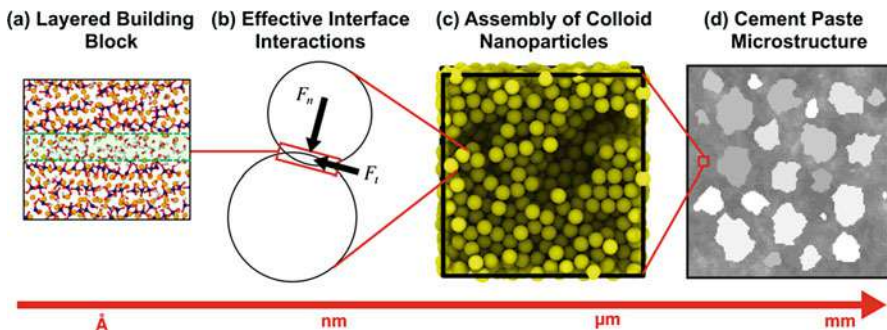 (a) Layered Building
Block
(b) Effective Interface
Interactions
(c) Assembly of Colloid
Nanoparticles
(d) Cement Paste
Microstructure
Fn
Ft
Å
nm
µm
mm